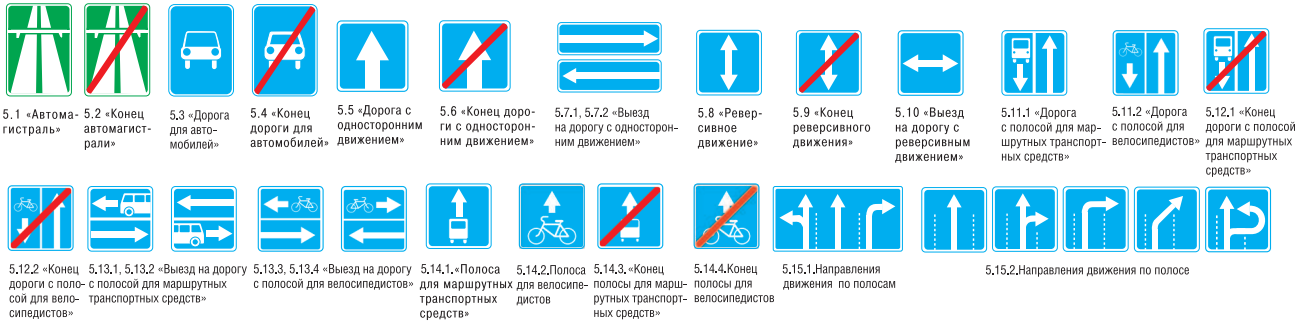 5.1 «Автома-
гистраль»
5.2 «Конец
автомагист-
рали»
5.3 «Дорога
для авто-
мобилей»
5.4 «Конец
дороги для
автомобилей»
5.5 «Дорога с
односторонним
движением»
5.6 «Конец доро-
ги с односторон-
ним движением»
5.7.1, 5.7.2 «Выезд
на дорогу с односторон-
ним движением»
5.8 «Ревер-
сивное
движение»
5.9 «Конец
реверсивного
движения»
5.10 «Выезд
на дорогу с
реверсивным
движением»
5.11.1 «Дорога
с полосой для мар-
шрутных транспорт-
ных средств»
5.11.2 «Дорога
с полосой для
велосипедистов»
5.12.1 «Конец
дороги с полосой
для маршрутных
транспортных
средств»
5.12.2 «Конец
дороги с поло-
сой для вело-
сипедистов»
5.13.1, 5.13.2 «Выезд на дорогу
с полосой для маршрутных
транспортных средств»
5.13.3, 5.13.4 «Выезд на дорогу
с полосой для велосипедистов»
5.14.1.«Полоса
для маршрутных
транспортных
средств»
5.14.2.Полоса
для велосипе-
дистов
5.14.3.«Конец
полосы для марш-
рутных транспорт-
ных средств»
5.14.4.Конец
полосы для
велосипедистов
5.15.1.Направления
движения по полосам
5.15.2.Направления движения по полосе